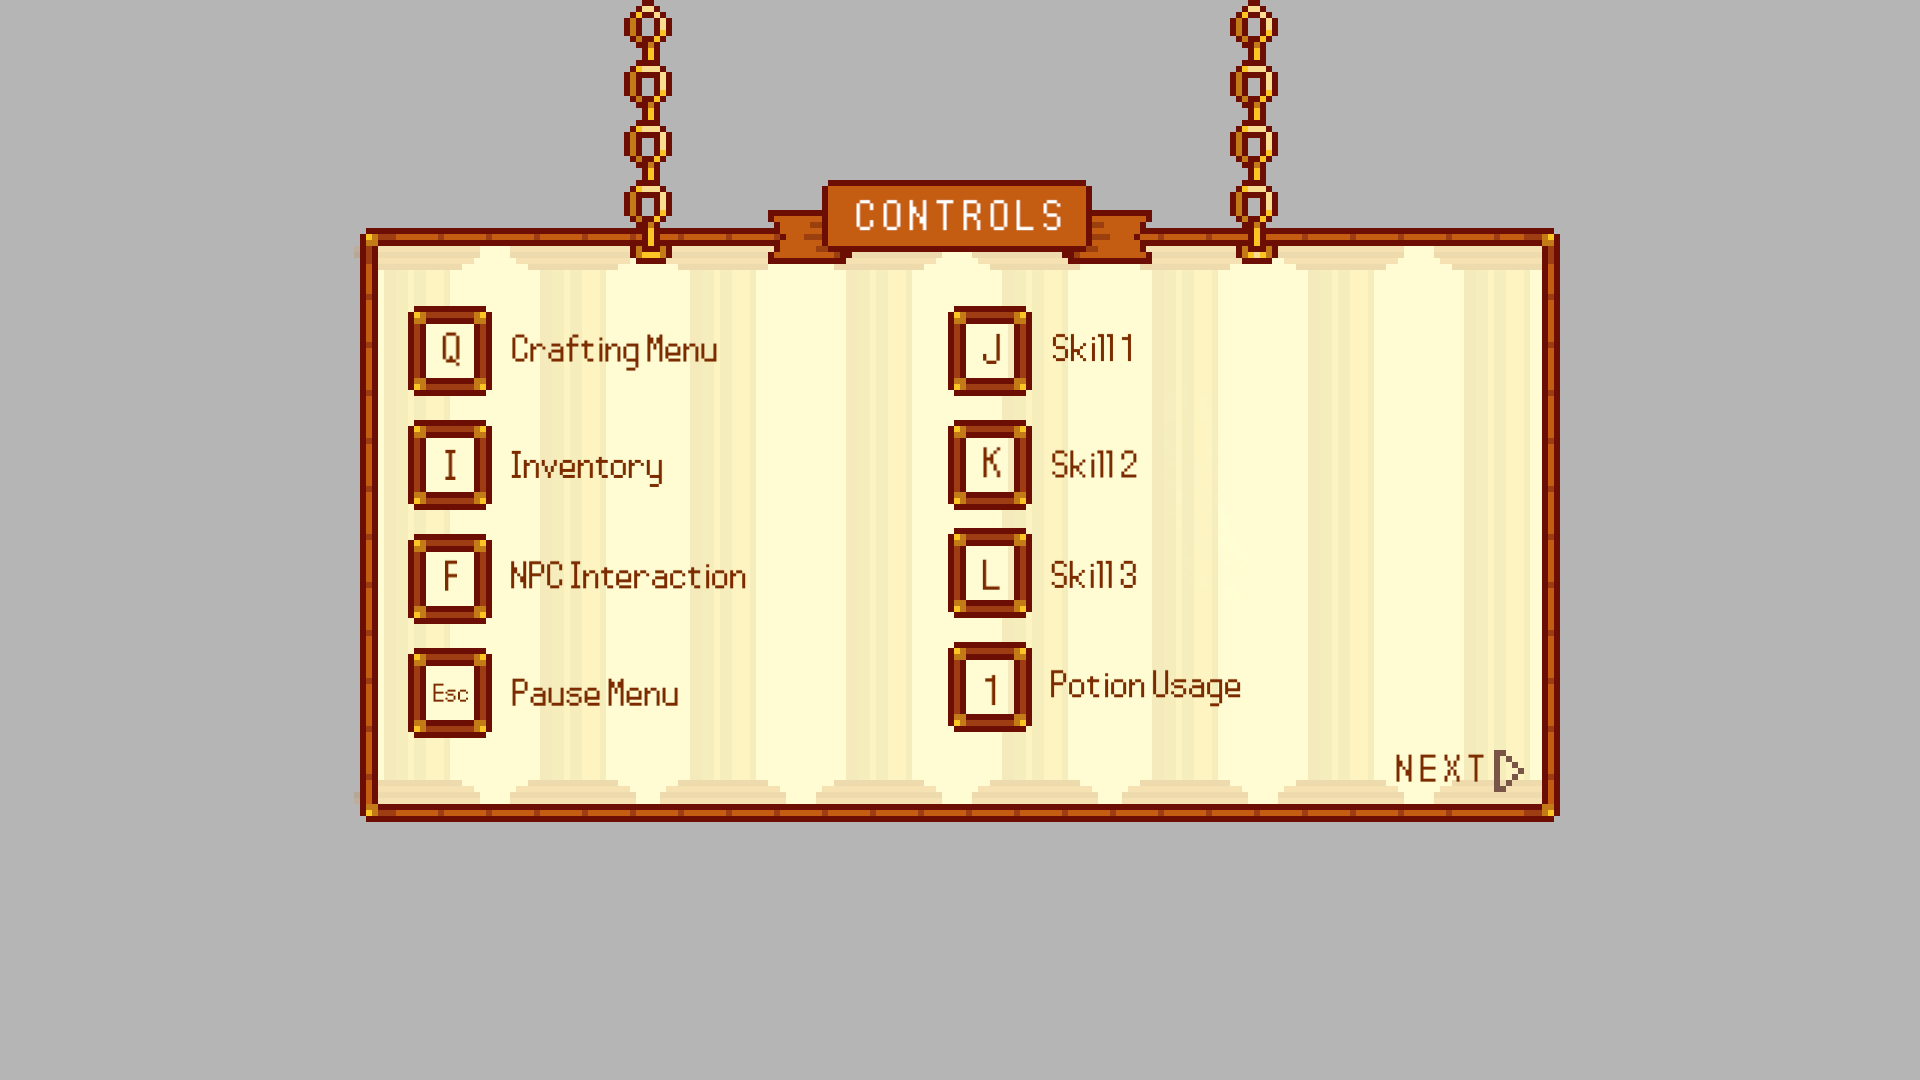 CONTROLS
Q Crafting Menu
I Inventory
F NPC Interaction
Esc Pause Menu
J Skill 1
K Skill 2
L Skill 3
1 Potion Usage
NEXT